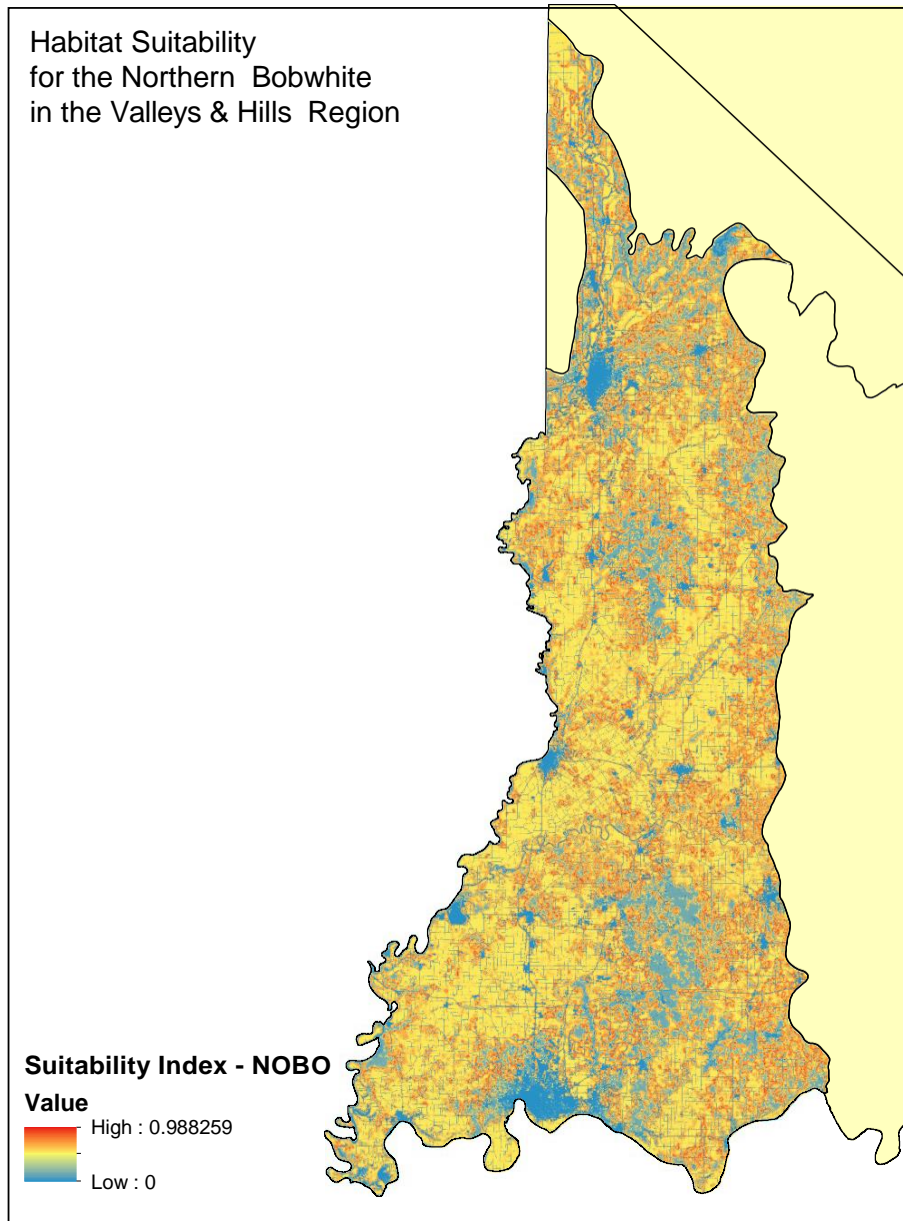 Habitat Suitability
for the Northern Bobwhite
in the Valleys & Hills Region
Suitability Index - NOBO
Value
High : 0.988259
Low : 0